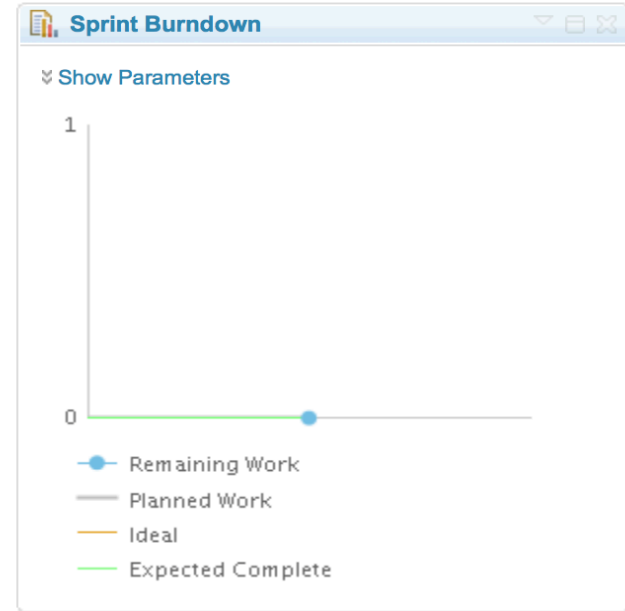 Sprint Burndown
Show Parameters
1
0
Remaining Work
Planned Work
Ideal
Expected Complete